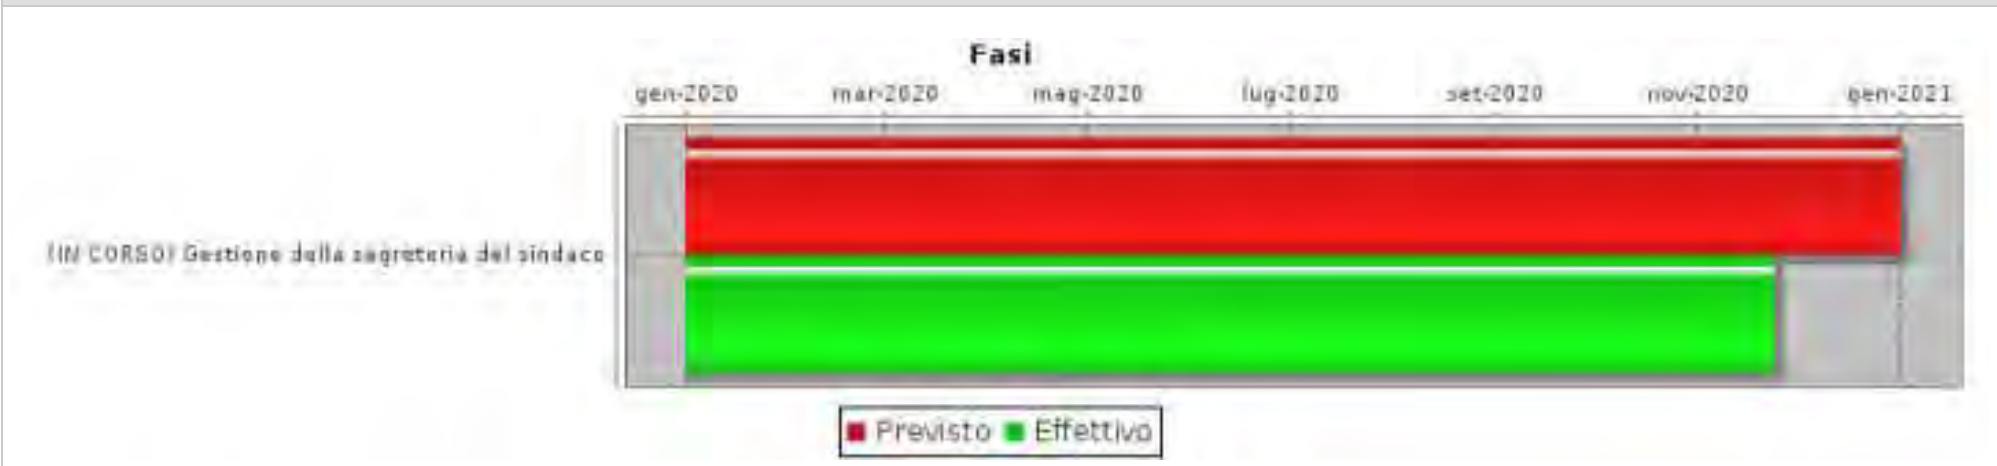 Fasi
gen-2020 mar-2020 mag-2020 lug-2020 set-2020 nov-2020 gen-2021
(IN CORSO) Gestione della segreteria del sindaco
Previsto Effettivo